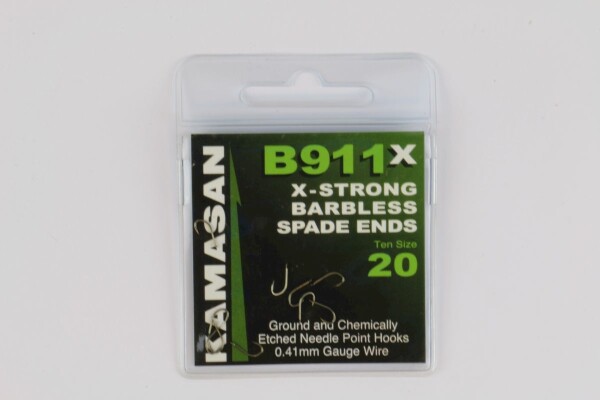 KAMASAN
B911X
X-STRONG
BARBLESS
SPADE ENDS
Ten Size
20
Ground and Chemically
Etched Needle Point Hooks
0.41mm Gauge Wire